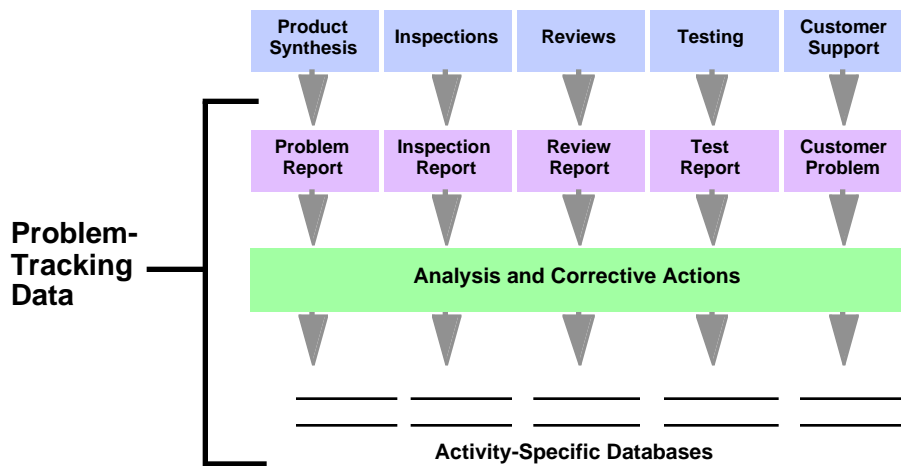 Product
Synthesis
Inspections
Reviews
Testing
Customer
Support
Problem
Report
Inspection
Report
Review
Report
Test
Report
Customer
Problem
Problem-
Tracking
Data
Analysis and Corrective Actions
Activity-Specific Databases